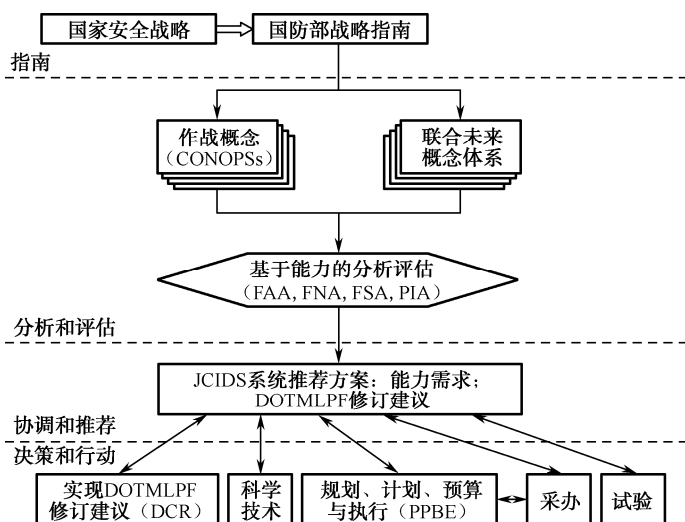 国家安全战略
国防部战略指南
指南
作战概念
（CONOPSs）
联合未来
概念体系
基于能力的分析评估
（FAA, FNA, FSA, PIA）
分析和评估
JCIDS系统推荐方案：能力需求；
DOTMLPF修订建议
协调和推荐
决策和行动
实现DOTMLPF
修订建议（DCR）
科学
技术
规划、计划、预算
与执行（PPBE）
采办
试验